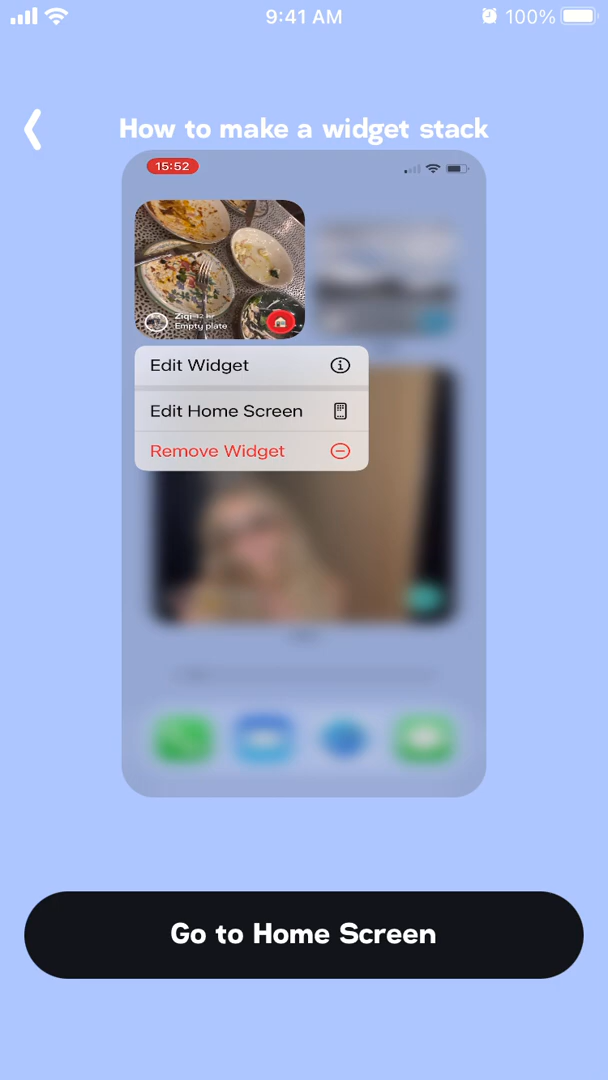 9:41 AM
100%
How to make a widget stack
15:52
Ziqi
Empty plate
Edit Widget
Edit Home Screen
Remove Widget
Go to Home Screen